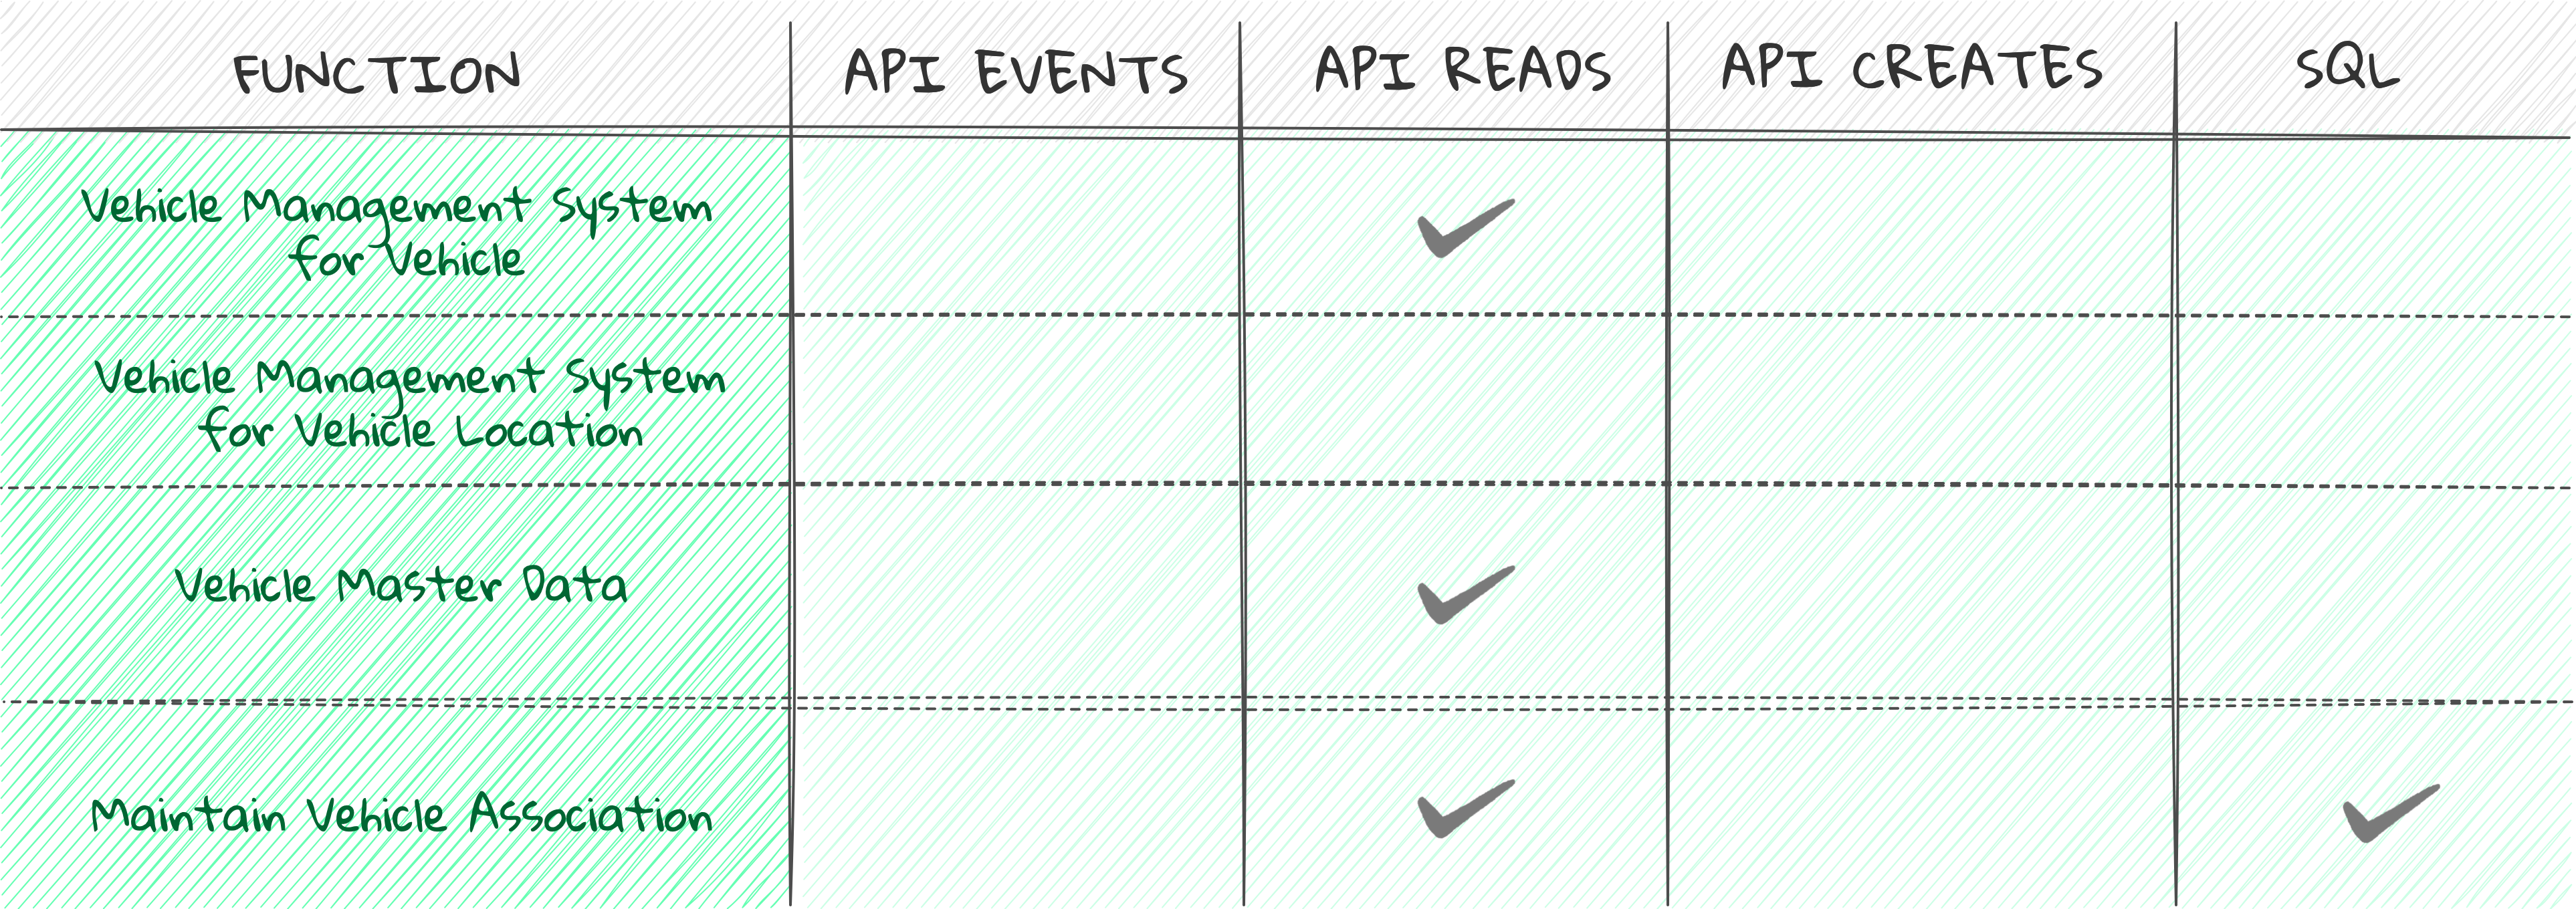 FUNCTION API EVENTS API READS API CREATES SQL
Vehicle Management System
for Vehicle
Vehicle Management System
for Vehicle Location
Vehicle Master Data
Maintain Vehicle Association